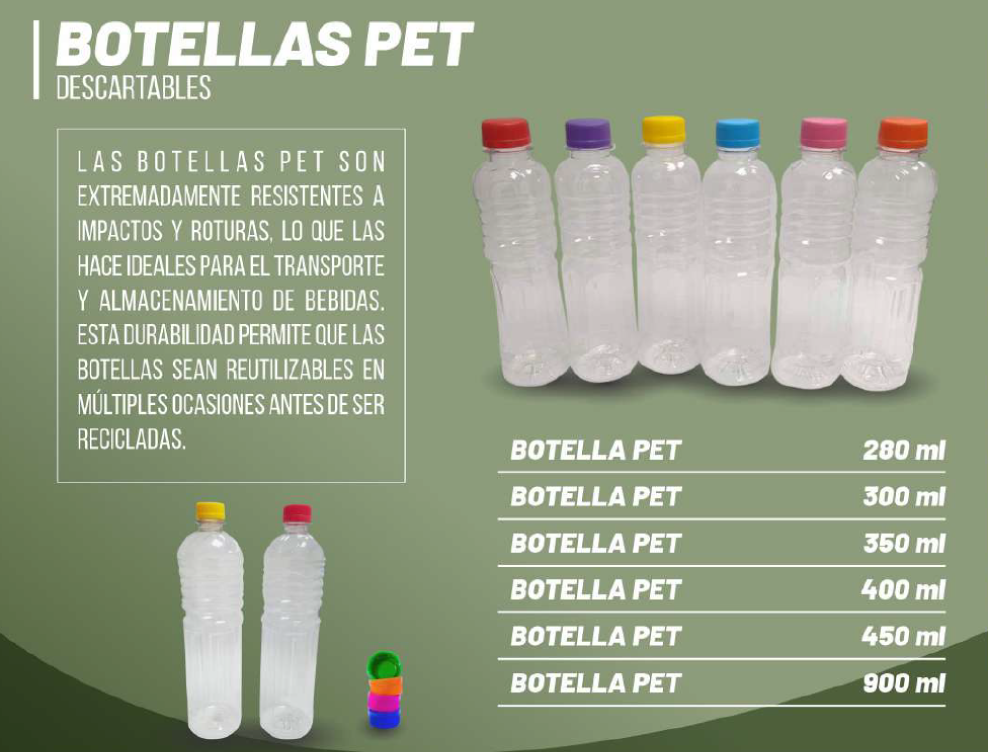 BOTELLAS PET
DESCARTABLES
LAS BOTELLAS PET SON
EXTREMADAMENTE RESISTENTES A
IMPACTOS Y ROTURAS, LO QUE LAS
HACE IDEALES PARA EL TRANSPORTE
Y ALMACENAMIENTO DE BEBIDAS.
ESTA DURABILIDAD PERMITE QUE LAS
BOTELLAS SEAN REUTILIZABLES EN
MÚLTIPLES OCASIONES ANTES DE SER
RECICLADAS.
BOTELLA PET 280 ml
BOTELLA PET 300 ml
BOTELLA PET 350 ml
BOTELLA PET 400 ml
BOTELLA PET 450 ml
BOTELLA PET 900 ml